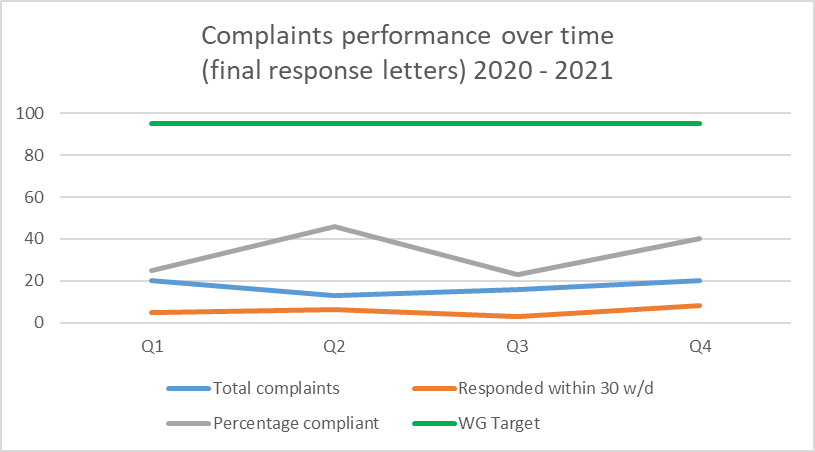 Complaints performance over time
(final response letters) 2020 - 2021
100
80
60
40
20
0
Q1 Q2 Q3 Q4
Total complaints Responded within 30 w/d
Percentage compliant WG Target